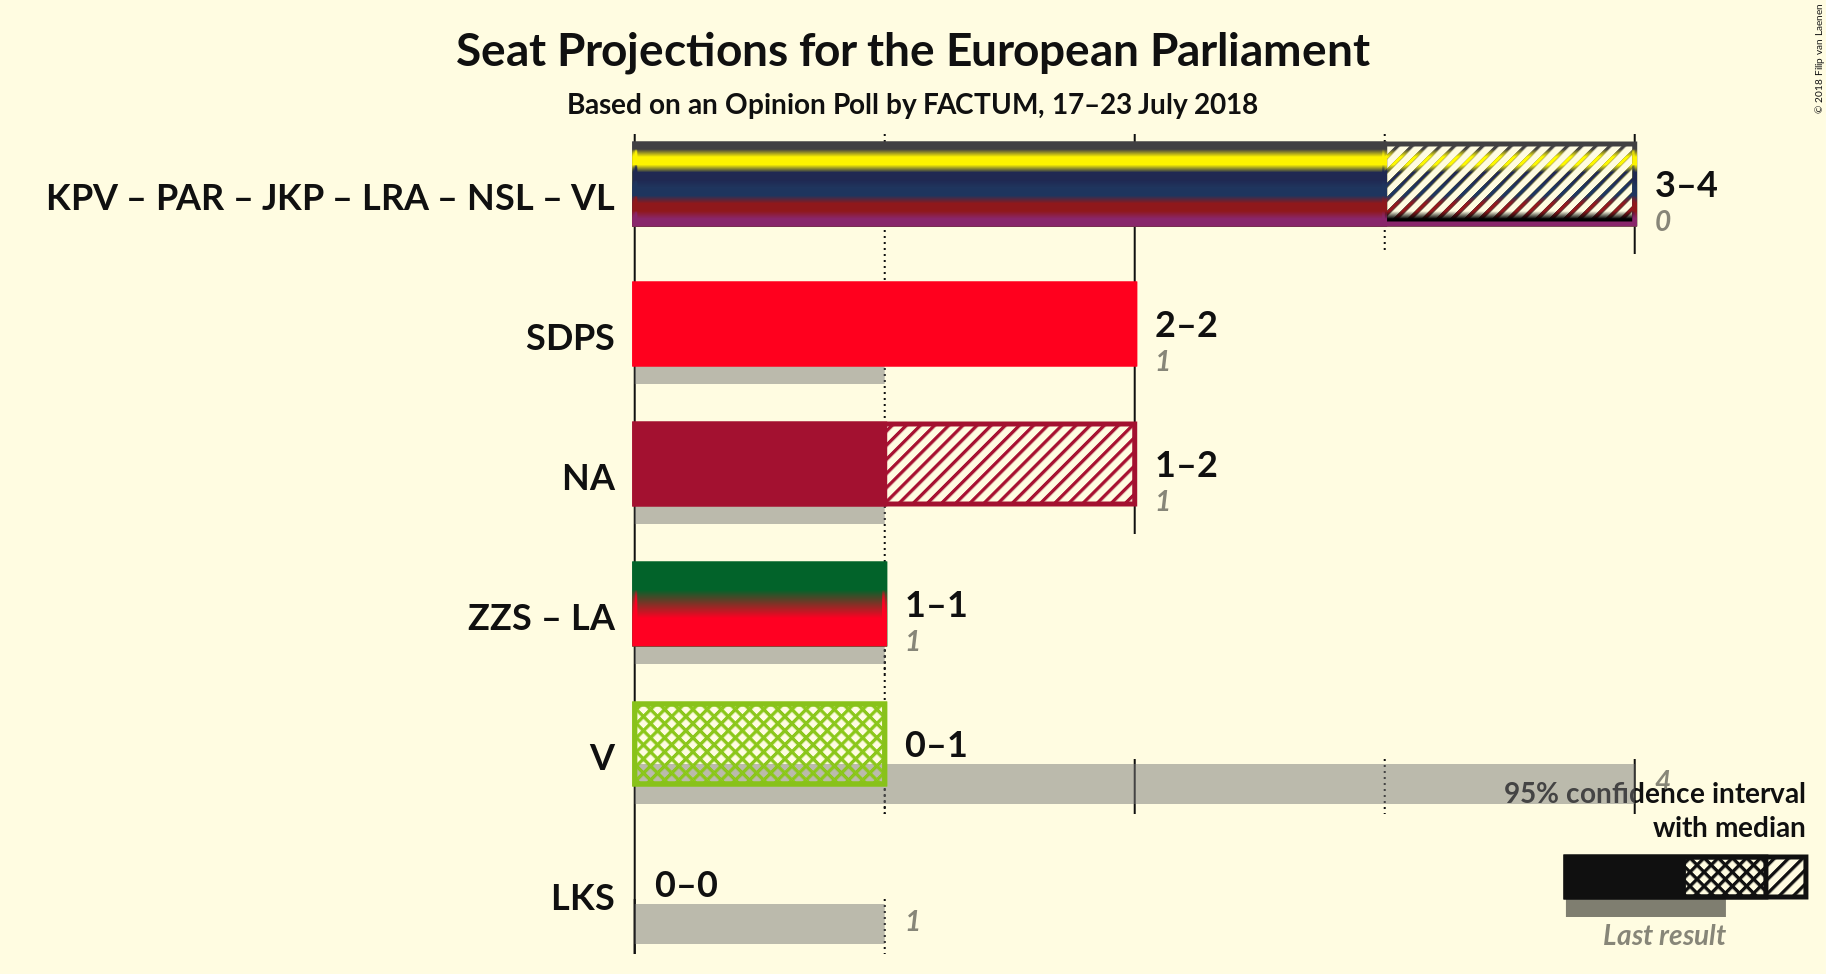 Seat Projections for the European Parliament
Based on an Opinion Poll by FACTUM, 17–23 July 2018
© 2018 Filip van Laenen
KPV – PAR – JKP – LRA – NSL – VL
3–4
0
SDPS
2–2
1
NA
1–2
1
ZZS – LA
1–1
1
V
0–1
4
LKS
0–0
1
95% confidence interval
with median
Last result